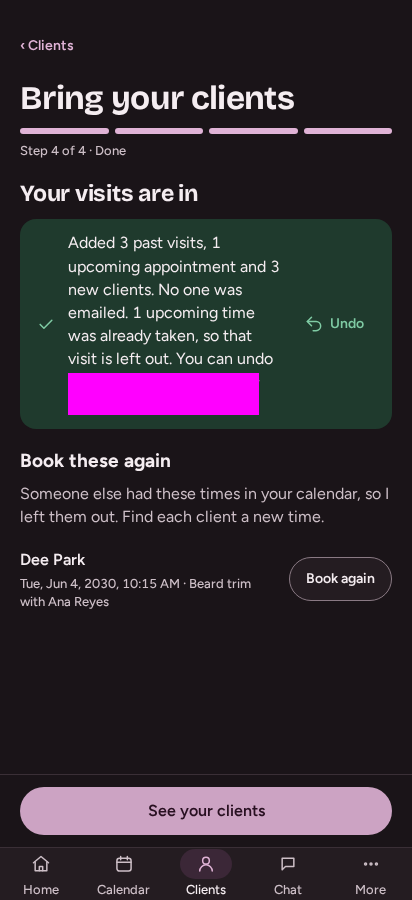 ‹ Clients
Bring your clients
Step 4 of 4 · Done
Your visits are in
Added 3 past visits, 1
upcoming appointment and 3
new clients. No one was
emailed. 1 upcoming time
was already taken, so that
visit is left out. You can undo
Undo
Book these again
Someone else had these times in your calendar, so I
left them out. Find each client a new time.
Dee Park
Tue, Jun 4, 2030, 10:15 AM · Beard trim
with Ana Reyes
Book again
See your clients
Home
Calendar
Clients
Chat
More